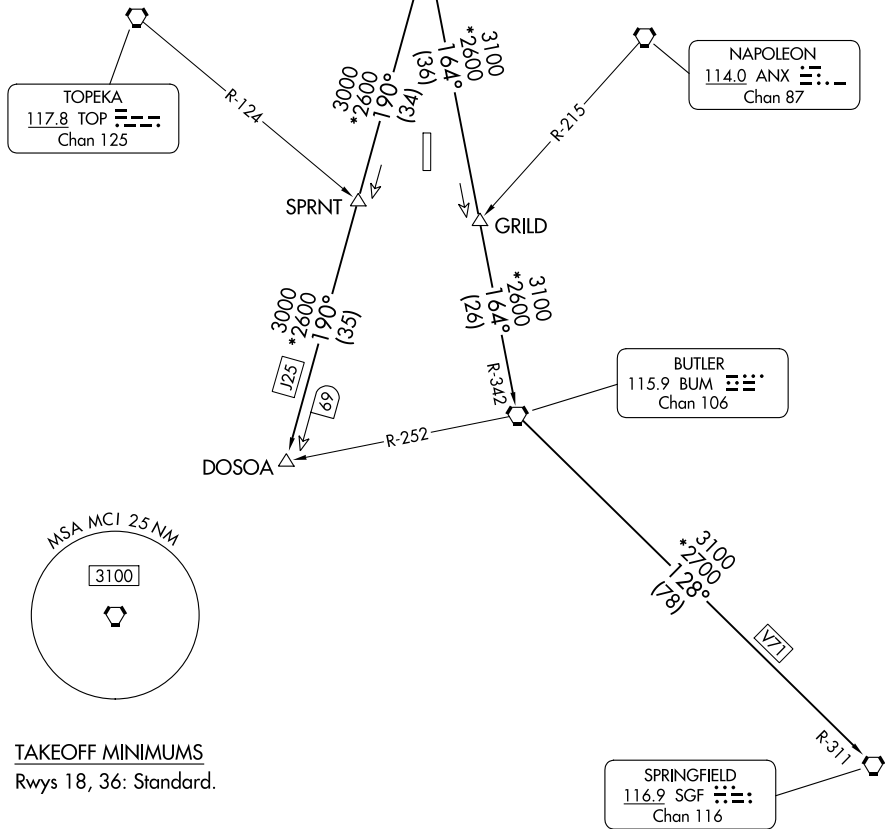 TOPEKA
117.8 TOP
Chan 125
NAPOLEON
114.0 ANX
Chan 87
R-124
R-215
3000
*2600
190°
(34)
3100
*2600
164°
(36)
SPRNT
GRILD
3000
*2600
190°
(35)
3100
*2600
164°
(26)
J25
69
R-342
BUTLER
115.9 BUM
Chan 106
R-252
DOSOA
MSA MCI 25 NM
3100
3100
*2700
128°
(78)
V71
R-311
TAKEOFF MINIMUMS
Rwys 18, 36: Standard.
SPRINGFIELD
116.9 SGF
Chan 116